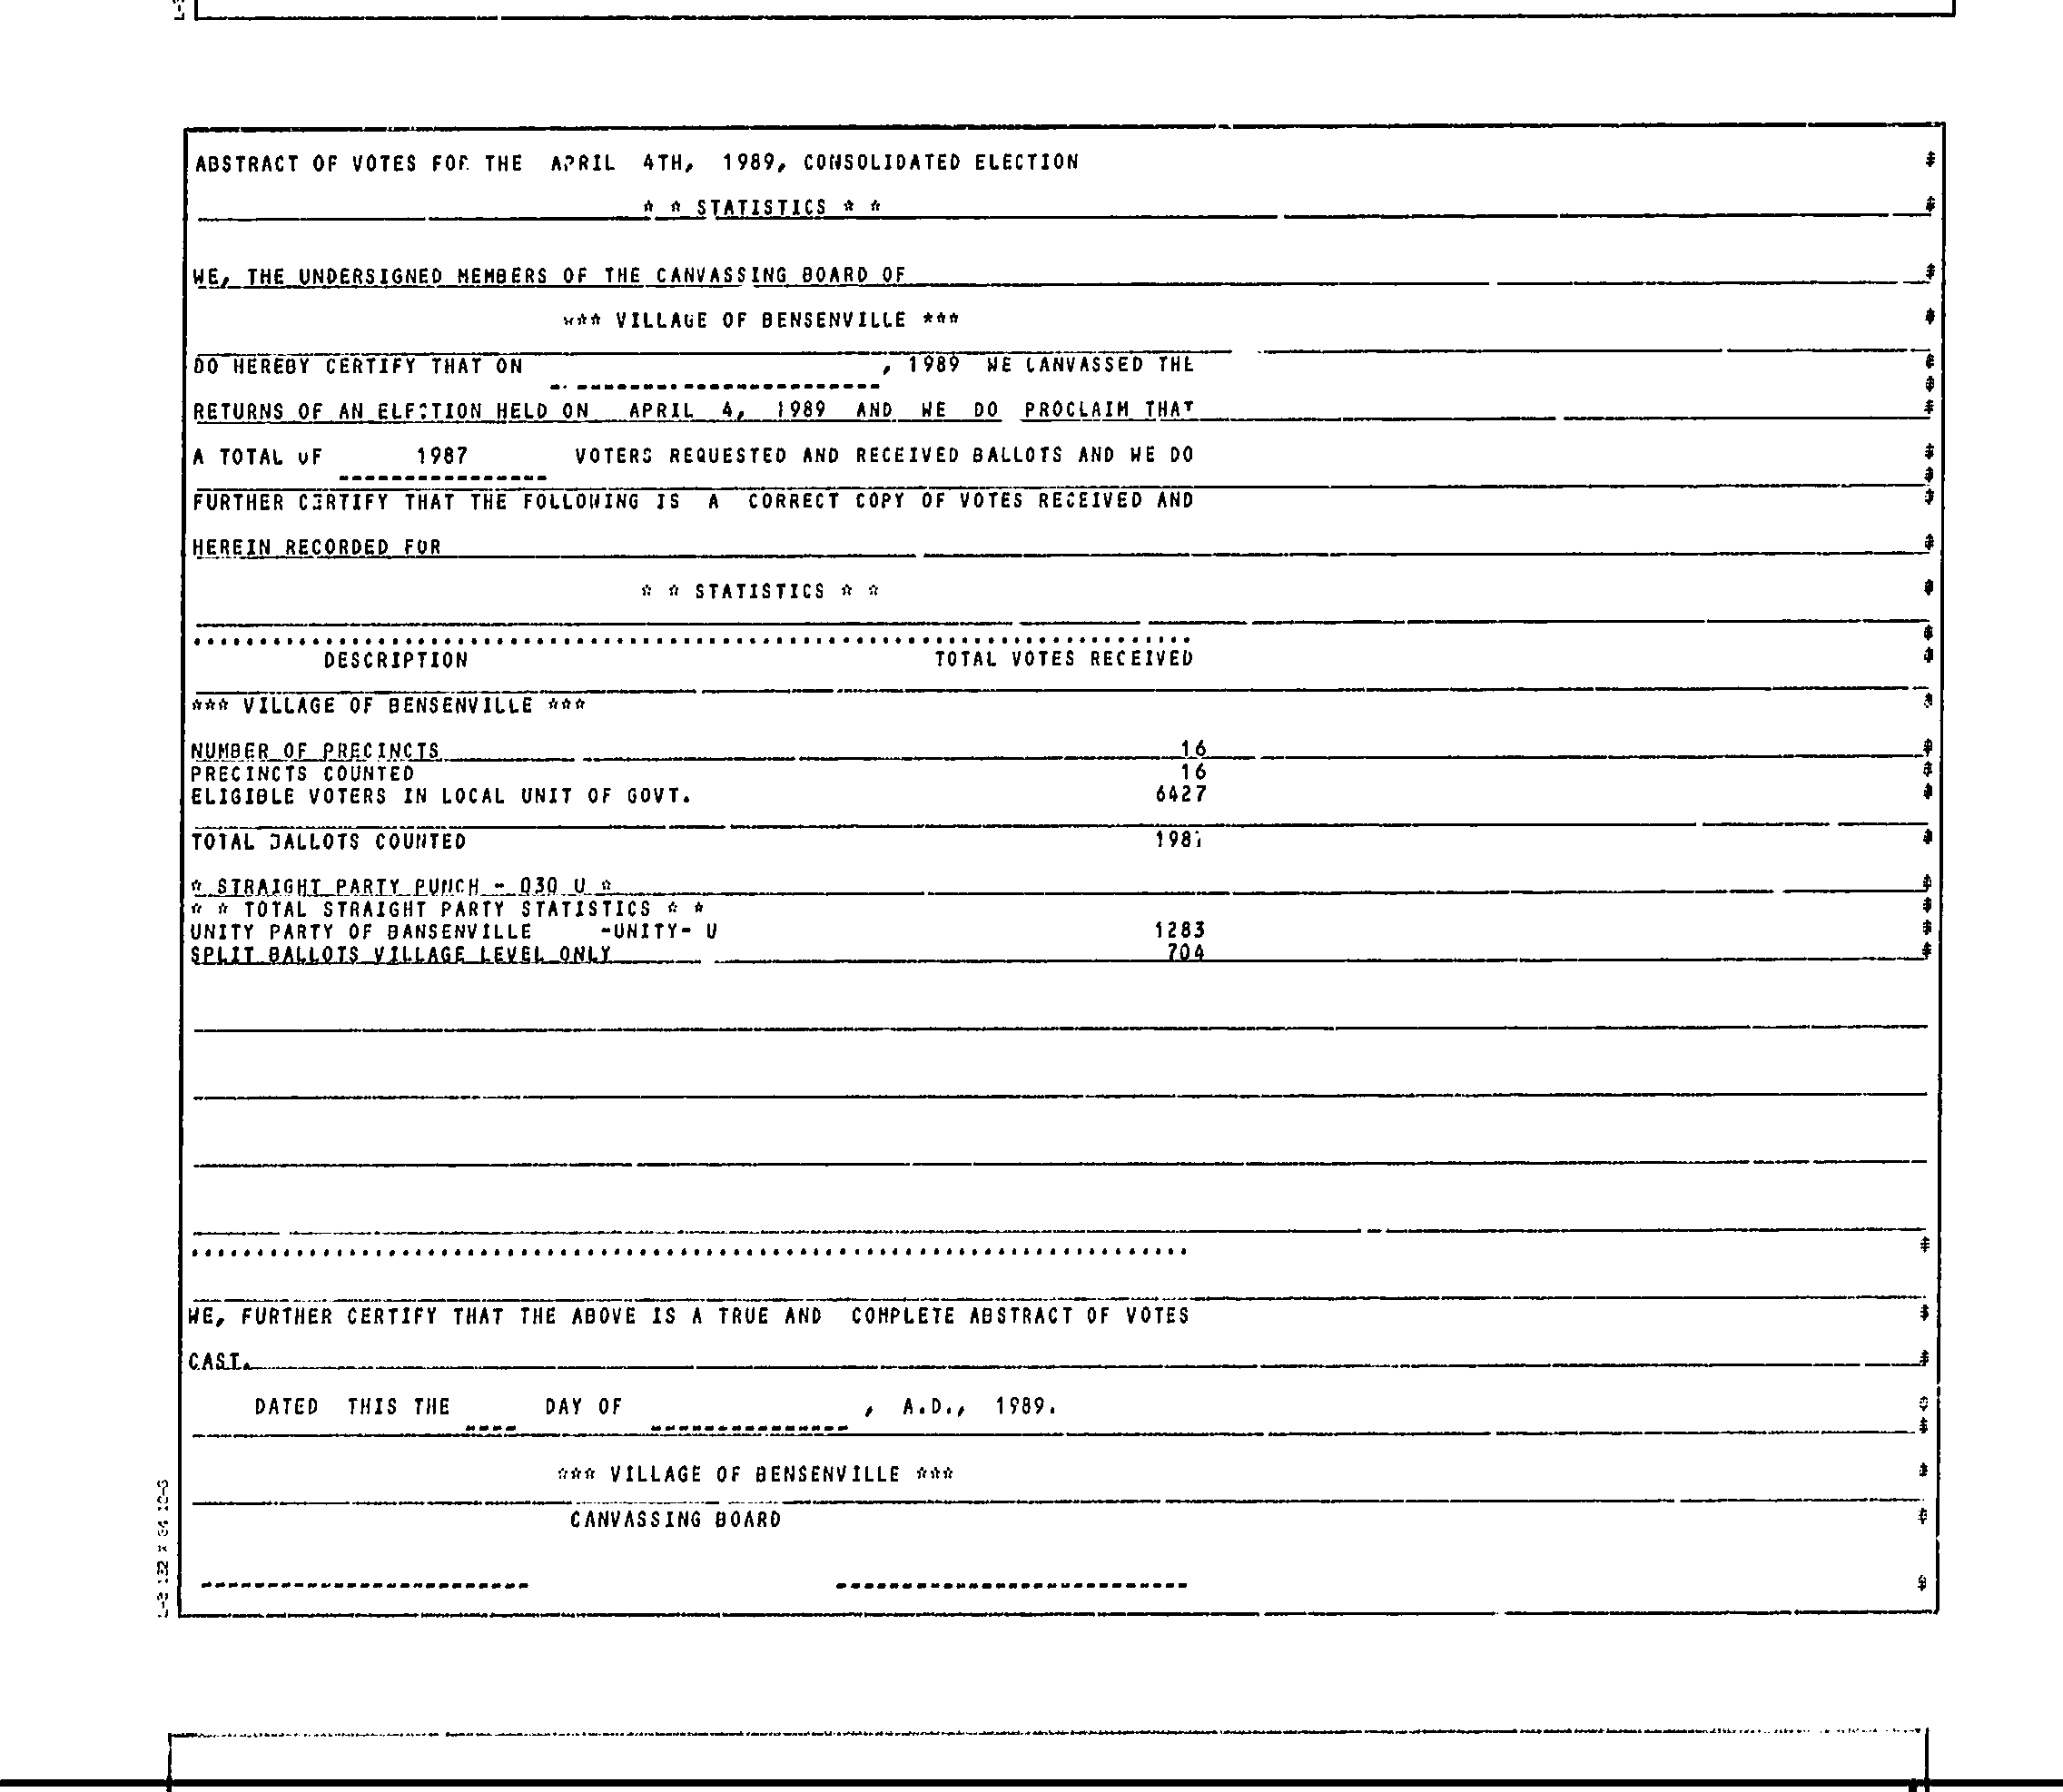 ABSTRACT OF VOTES FOR THE APRIL 4TH, 1989, CONSOLIDATED ELECTION
* * STATISTICS * *
WE, THE UNDERSIGNED MEMBERS OF THE CANVASSING BOARD OF
*** VILLAGE OF BENSENVILLE ***
DO HEREBY CERTIFY THAT ON , 1989 WE CANVASSED THE
RETURNS OF AN ELECTION HELD ON APRIL 4, 1989 AND WE DO PROCLAIM THAT
A TOTAL OF 1987 VOTERS REQUESTED AND RECEIVED BALLOTS AND WE DO
FURTHER CERTIFY THAT THE FOLLOWING IS A CORRECT COPY OF VOTES RECEIVED AND
HEREIN RECORDED FOR
* * STATISTICS * *
DESCRIPTION TOTAL VOTES RECEIVED
*** VILLAGE OF BENSENVILLE ***
NUMBER OF PRECINCTS 16
PRECINCTS COUNTED 16
ELIGIBLE VOTERS IN LOCAL UNIT OF GOVT. 6427
TOTAL BALLOTS COUNTED 1987
* STRAIGHT PARTY PUNCH - 030 U *
* * TOTAL STRAIGHT PARTY STATISTICS * *
UNITY PARTY OF BANSENVILLE -UNITY- U 1283
SPLIT BALLOTS VILLAGE LEVEL ONLY 704
WE, FURTHER CERTIFY THAT THE ABOVE IS A TRUE AND COMPLETE ABSTRACT OF VOTES
CAST.
DATED THIS THE ---- DAY OF ---------------, A.D., 1989.
*** VILLAGE OF BENSENVILLE ***
CANVASSING BOARD